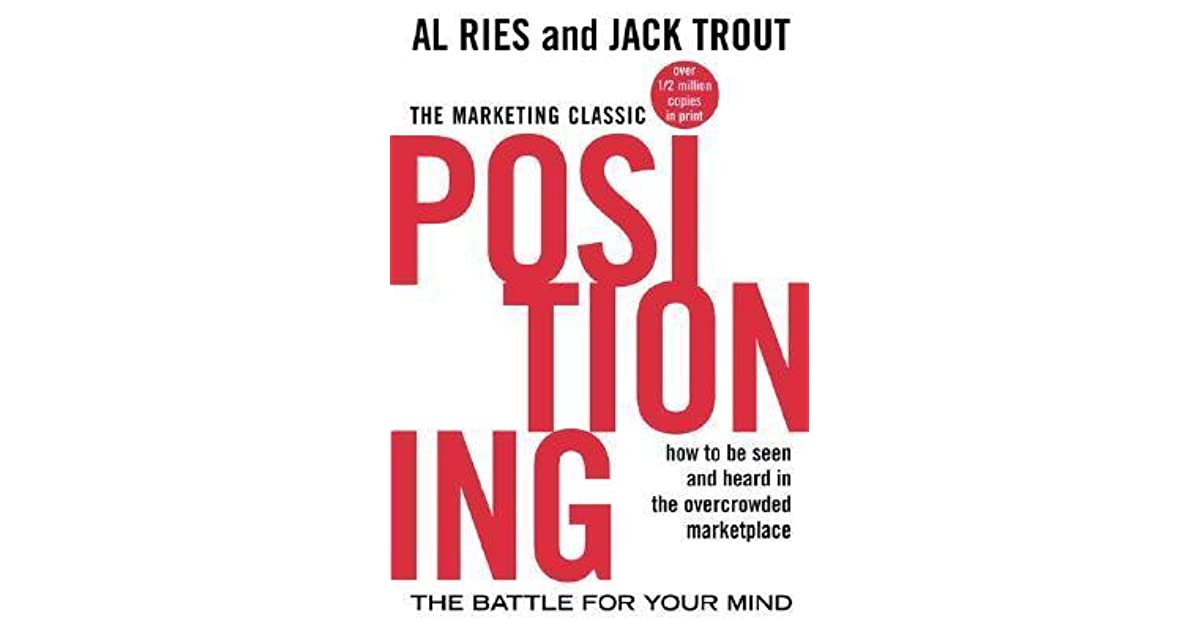 AL RIES and JACK TROUT
over
1/2 million
copies
in print
THE MARKETING CLASSIC
POSI
TION
ING
how to be seen
and heard in
the overcrowded
marketplace
THE BATTLE FOR YOUR MIND